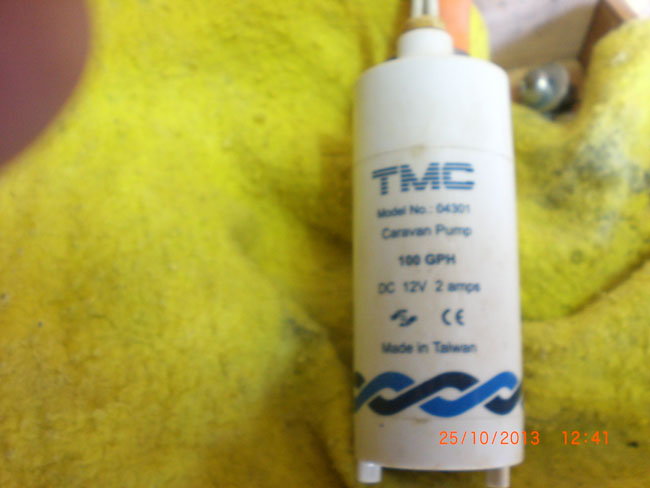 TMC
Model No.: 04301
Caravan Pump
100 GPH
DC 12V 2 amps
CE
Made in Taiwan
25/10/2013 12:41